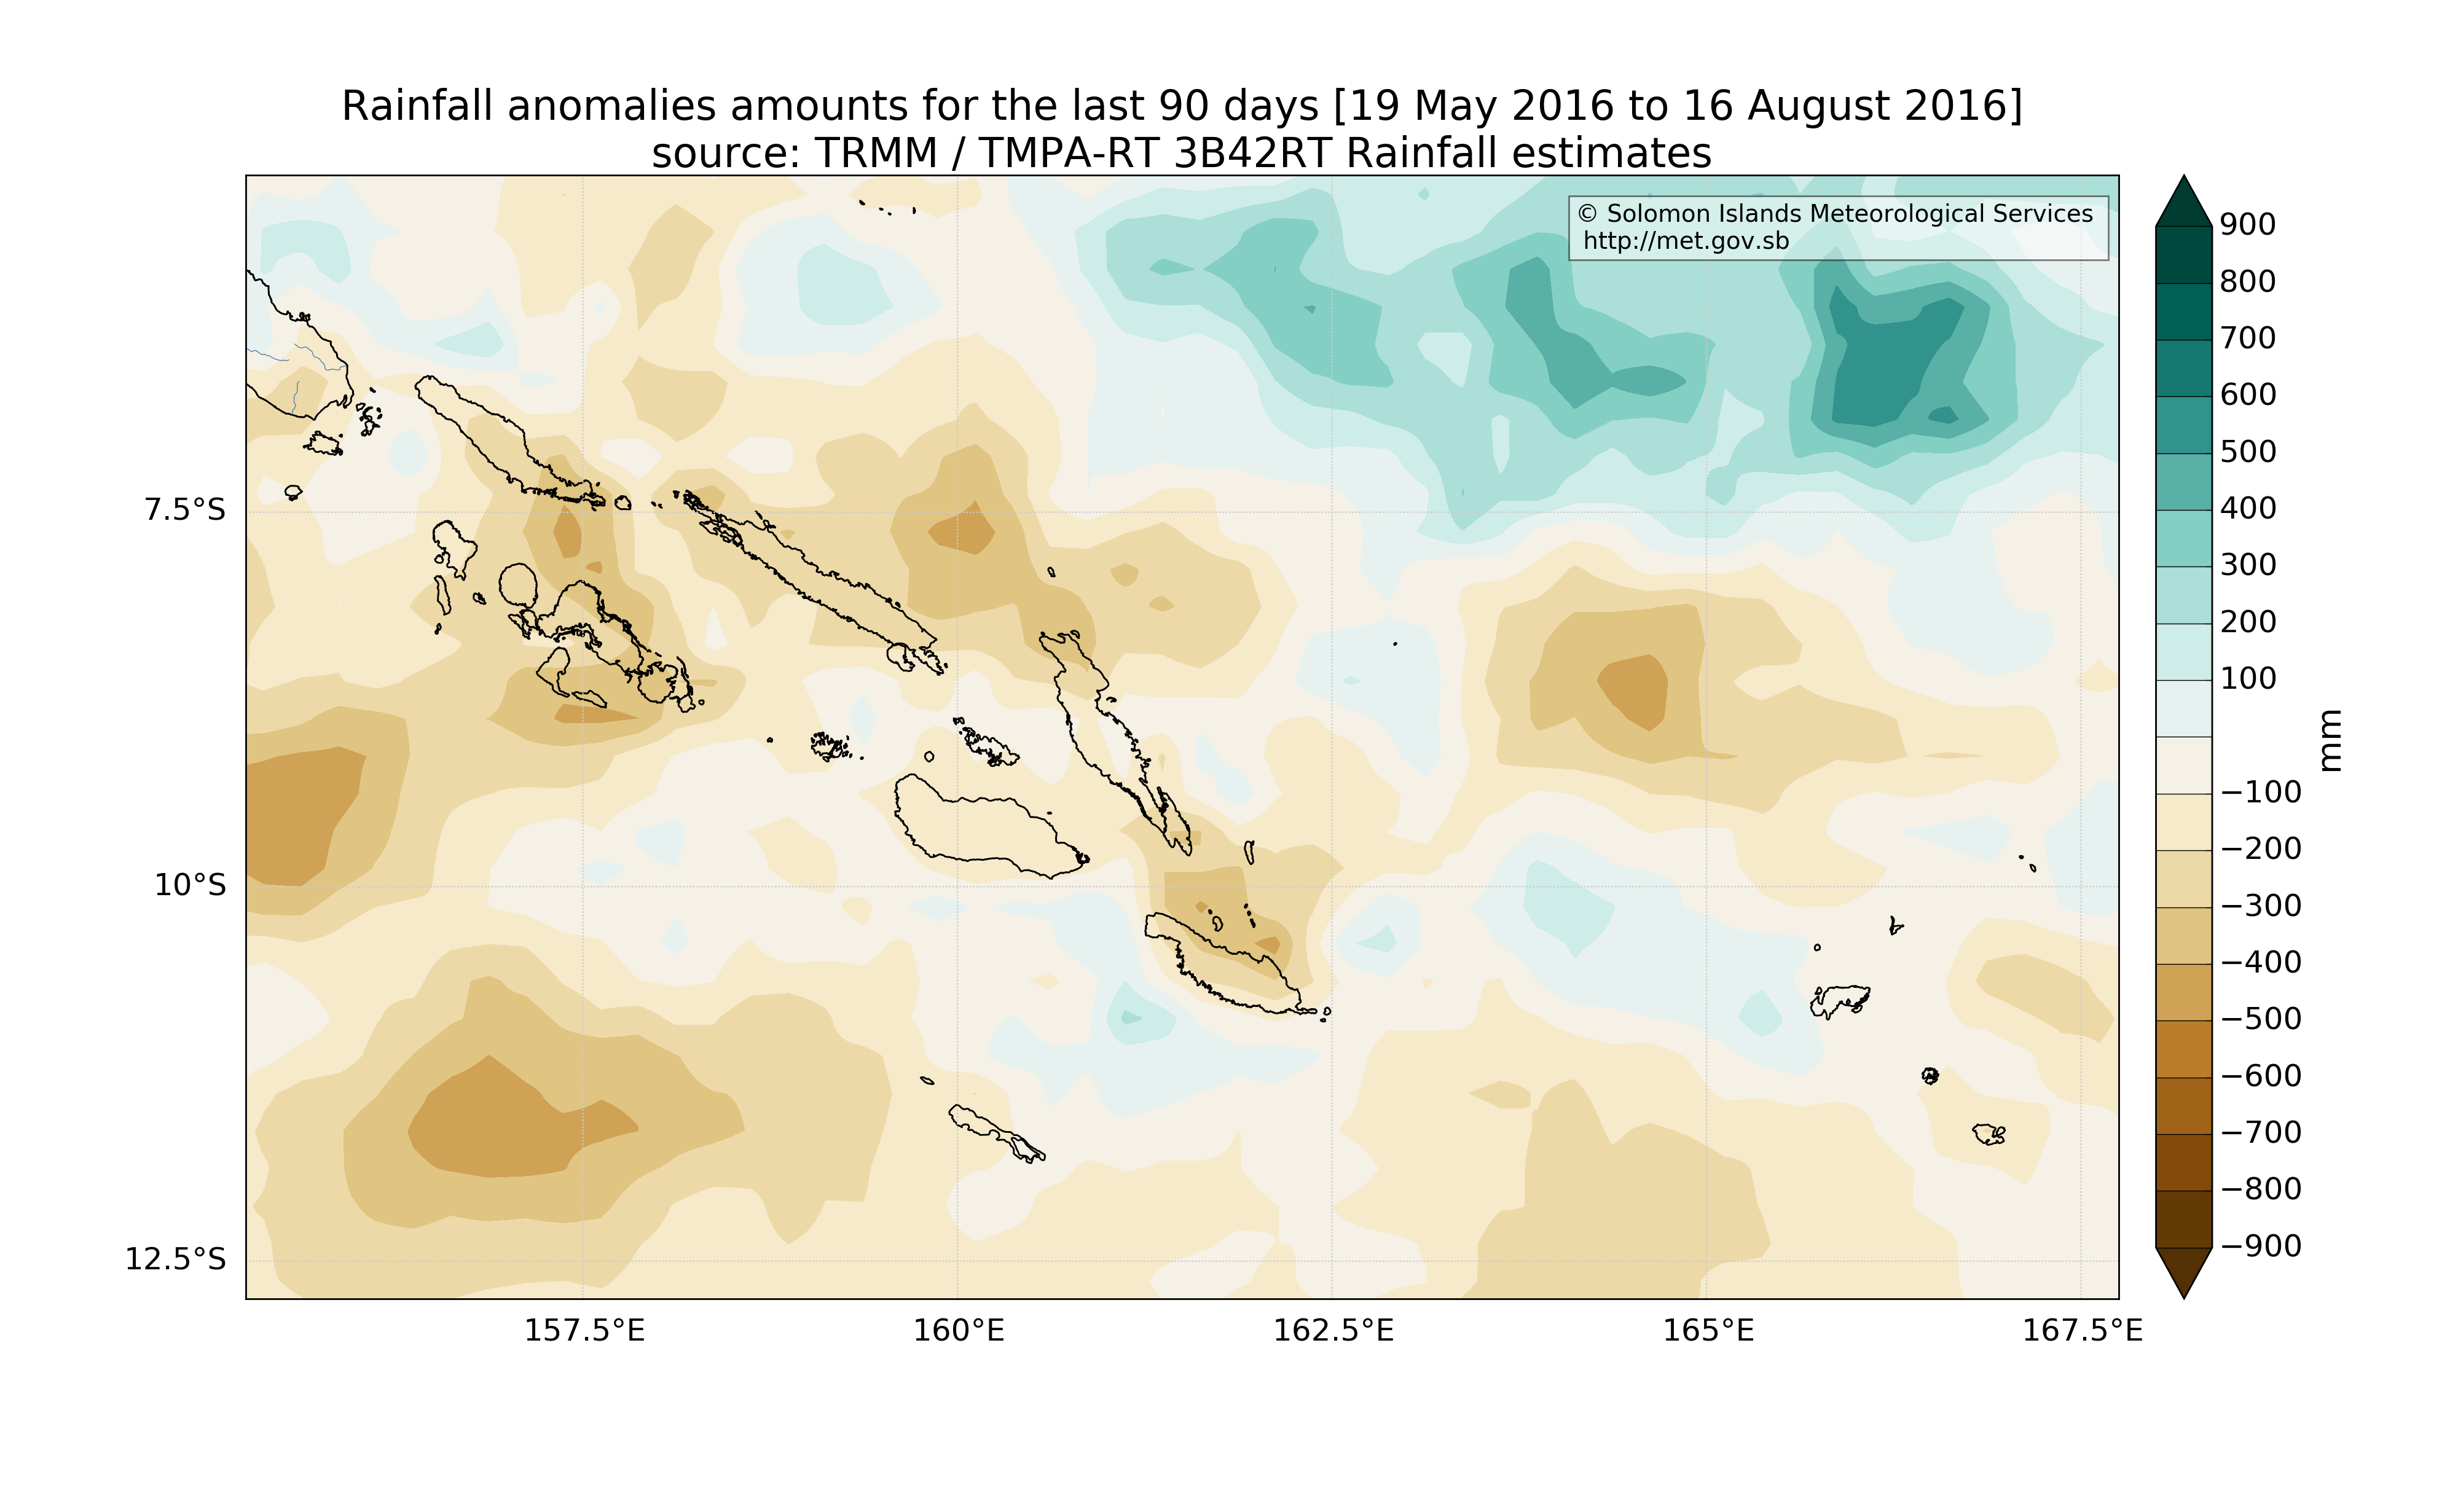 Rainfall anomalies amounts for the last 90 days [19 May 2016 to 16 August 2016]
source: TRMM / TMPA-RT 3B42RT Rainfall estimates
© Solomon Islands Meteorological Services
http://met.gov.sb
7.5°S
10°S
12.5°S
157.5°E
160°E
162.5°E
165°E
167.5°E
900
800
700
600
500
400
300
200
100
−100
−200
−300
−400
−500
−600
−700
−800
−900
mm